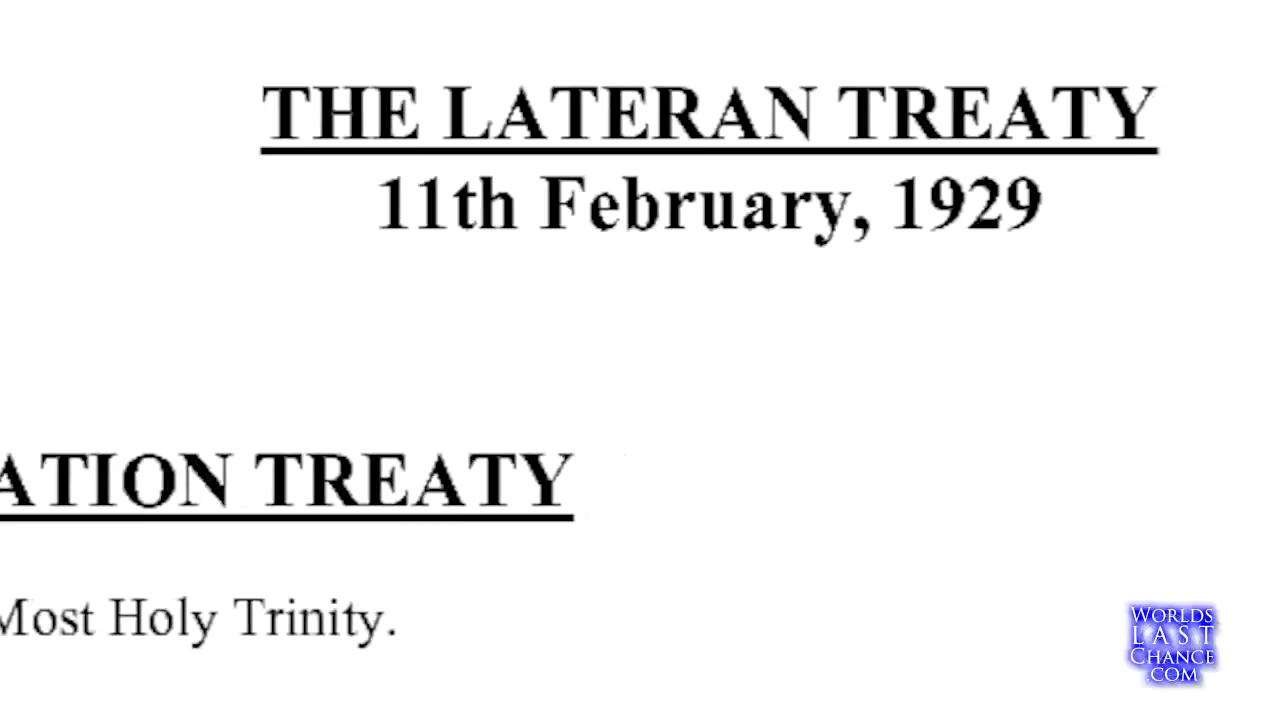 THE LATERAN TREATY
11th February, 1929
ATION TREATY
Most Holy Trinity.
WORLDS
LAST
CHANCE
.COM